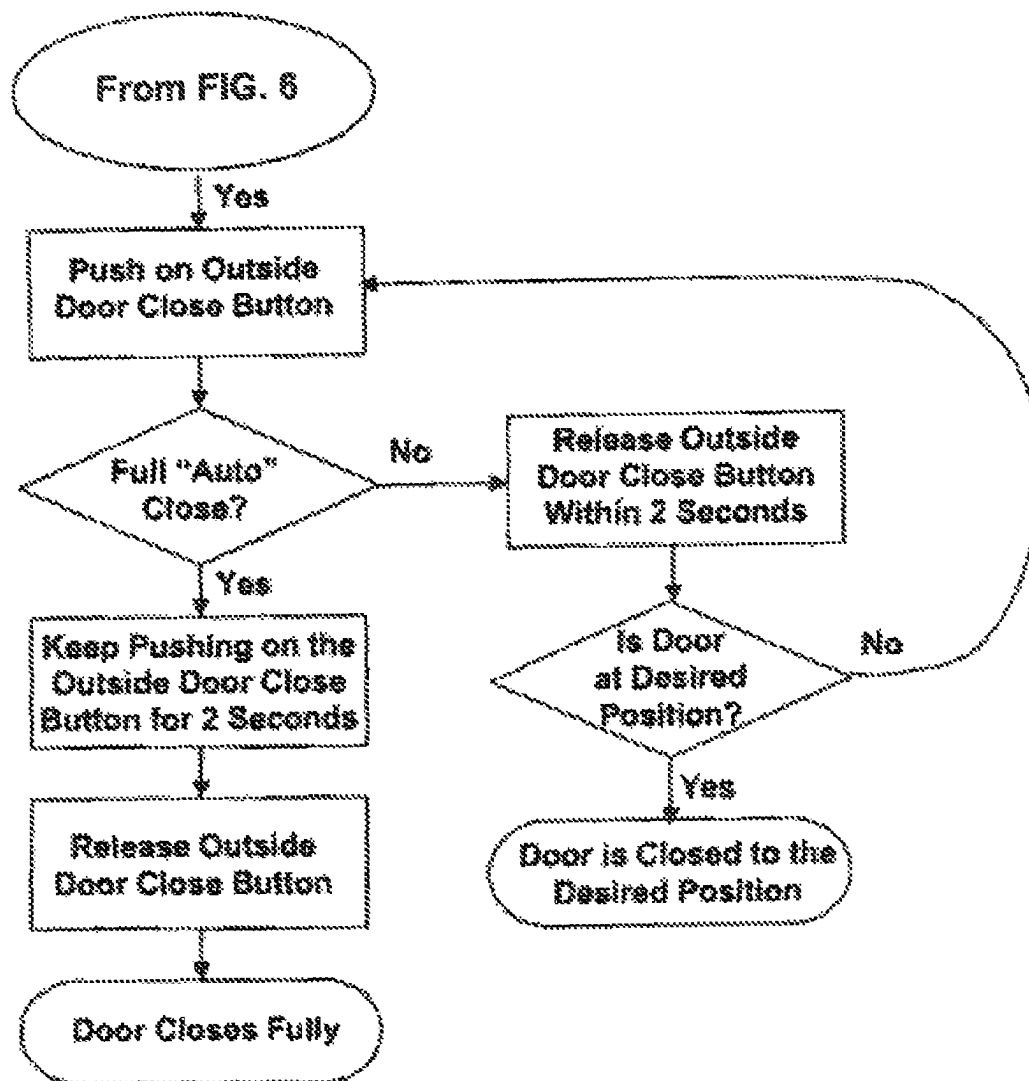 From FIG. 6
Yes
Push on Outside
Door Close Button
Full "Auto"
Close?
No
Release Outside
Door Close Button
Within 2 Seconds
Yes
Keep Pushing on the
Outside Door Close
Button for 2 Seconds
Is Door
at Desired
Position?
No
Yes
Release Outside
Door Close Button
Door is Closed to the
Desired Position
Door Closes Fully